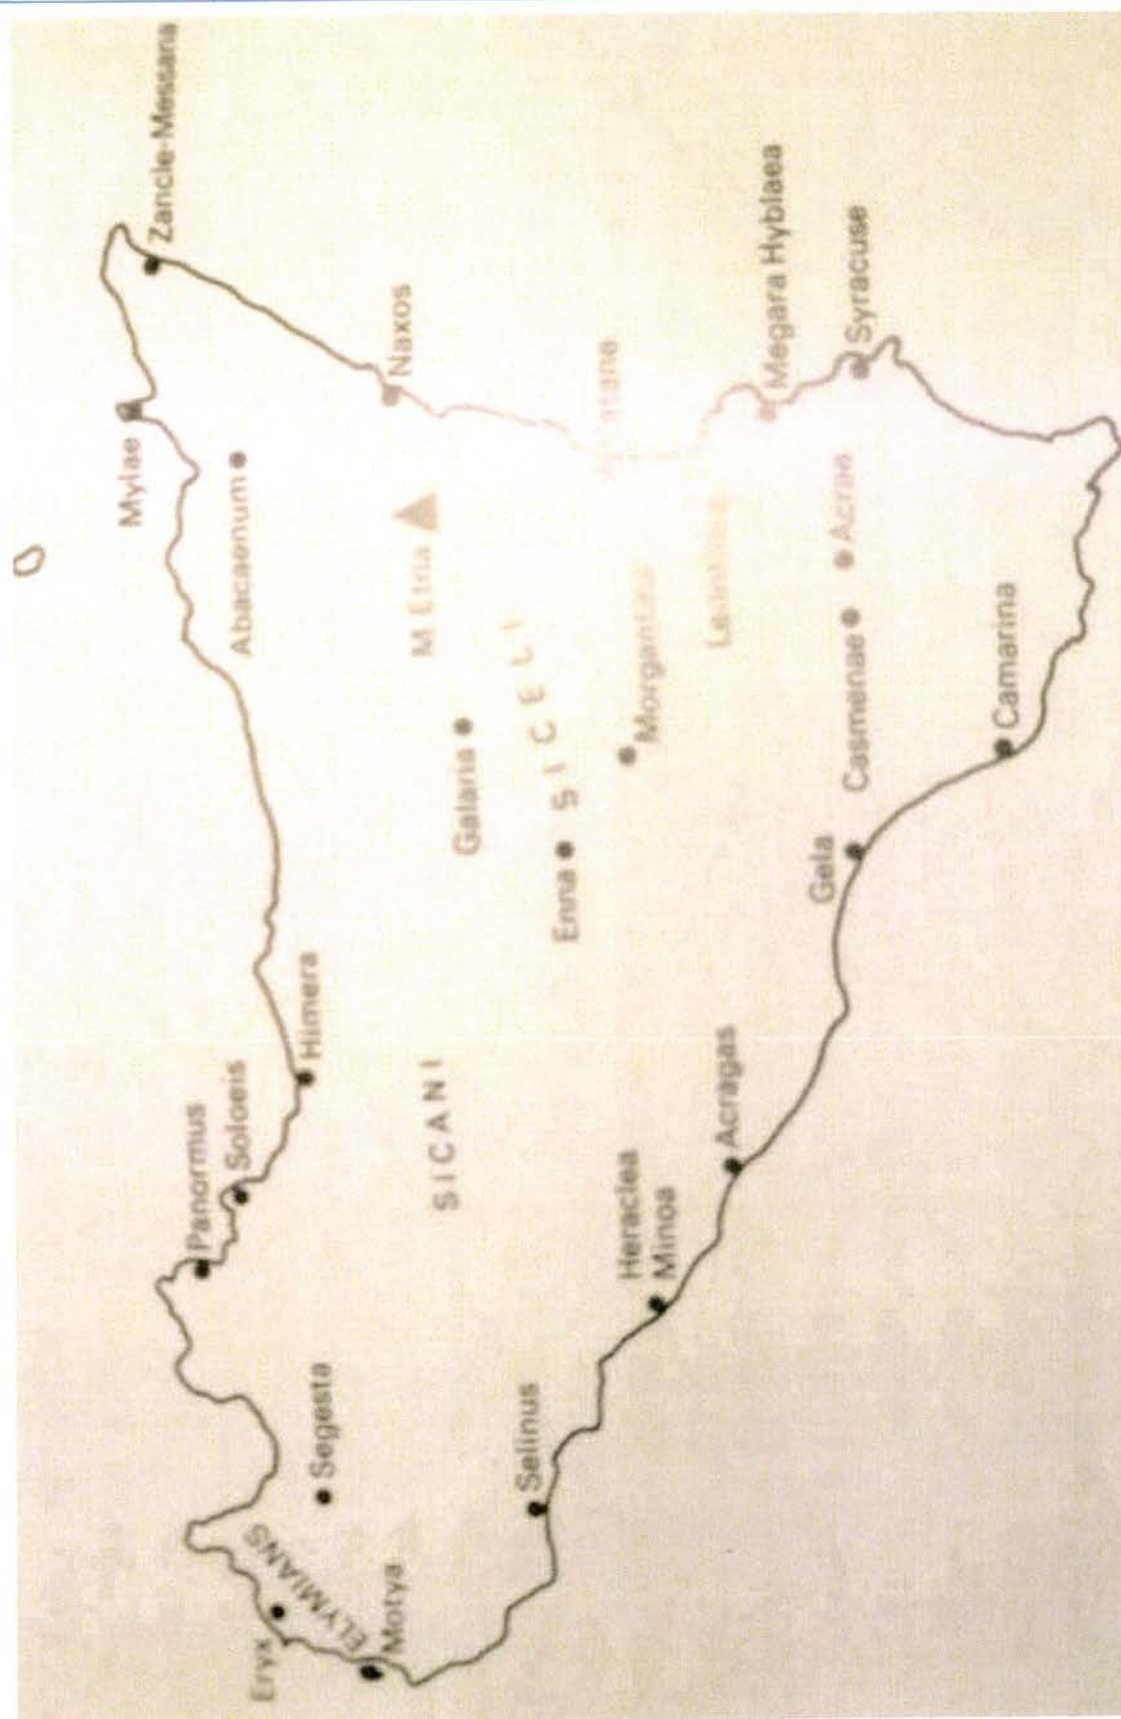 Zancle-Messana
Mylae
Abacaenum
Naxos
M Etna
Galaria
SICELI
Enna
Morgantina
Megara Hyblaea
Syracuse
Acrae
Casmenae
Camarina
Gela
Himera
Soloeis
Panormus
SICANI
Acragas
Heraclea
Minoa
Selinus
Segesta
ELYMIANS
Eryx
Motya